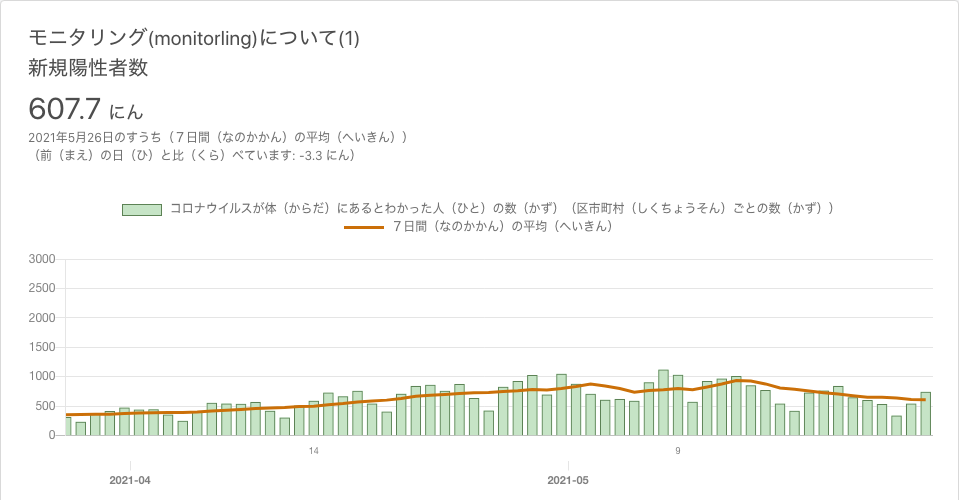 モニタリング(monitorling)について(1)
新規陽性者数
607.7 にん
2021年5月26日のすうち（７日間（なのかかん）の平均（へいきん））
（前（まえ）の日（ひ）と比（くら）べています: -3.3 にん）
コロナウイルスが体（からだ）にあるとわかった人（ひと）の数（かず）（区市町村（しくちょうそん）ごとの数（かず））
７日間（なのかかん）の平均（へいきん）
3000
2500
2000
1500
1000
500
0
14 9
2021-04 2021-05